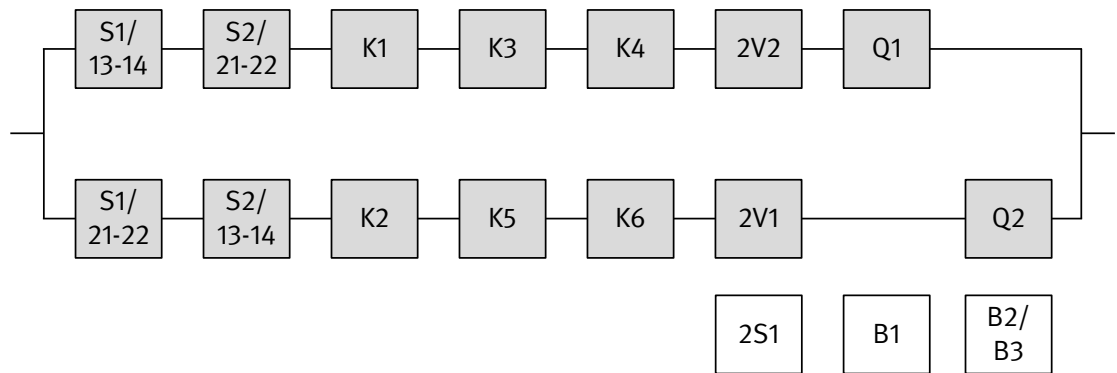 S1/
13-14
S2/
21-22
K1
K3
K4
2V2
Q1
S1/
21-22
S2/
13-14
K2
K5
K6
2V1
Q2
2S1
B1
B2/
B3